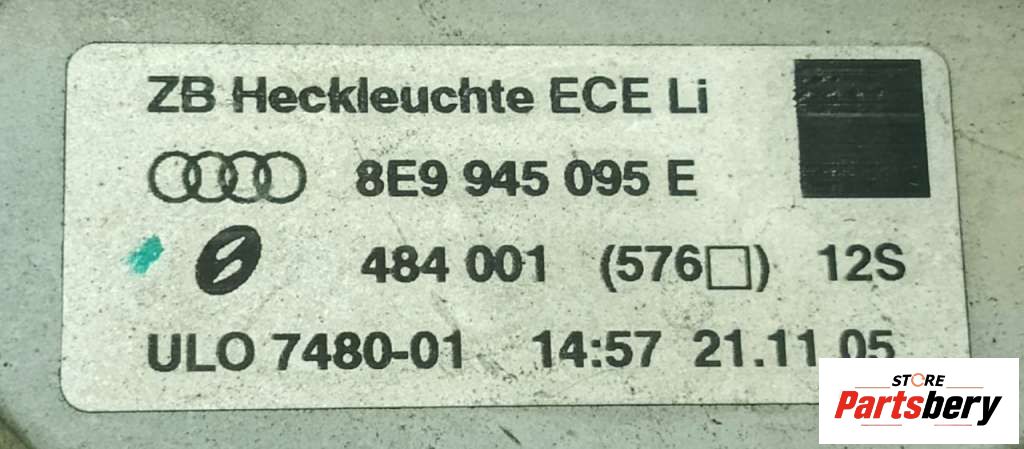 ZB Heckleuchte ECE Li
8E9 945 095 E
484 001 (576□) 12S
ULO 7480-01 14:57 21.11.05
STORE
Partsbery